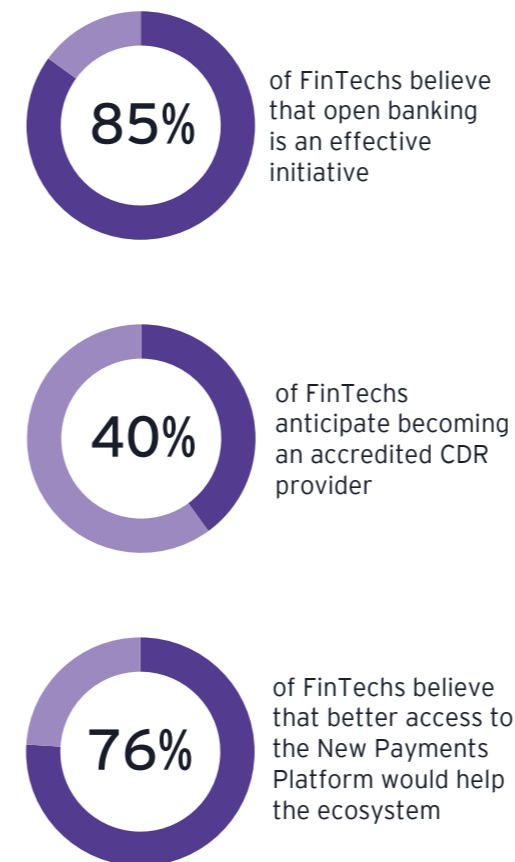 85%
of FinTechs believe
that open banking
is an effective
initiative
40%
of FinTechs
anticipate becoming
an accredited CDR
provider
76%
of FinTechs believe
that better access to
the New Payments
Platform would help
the ecosystem